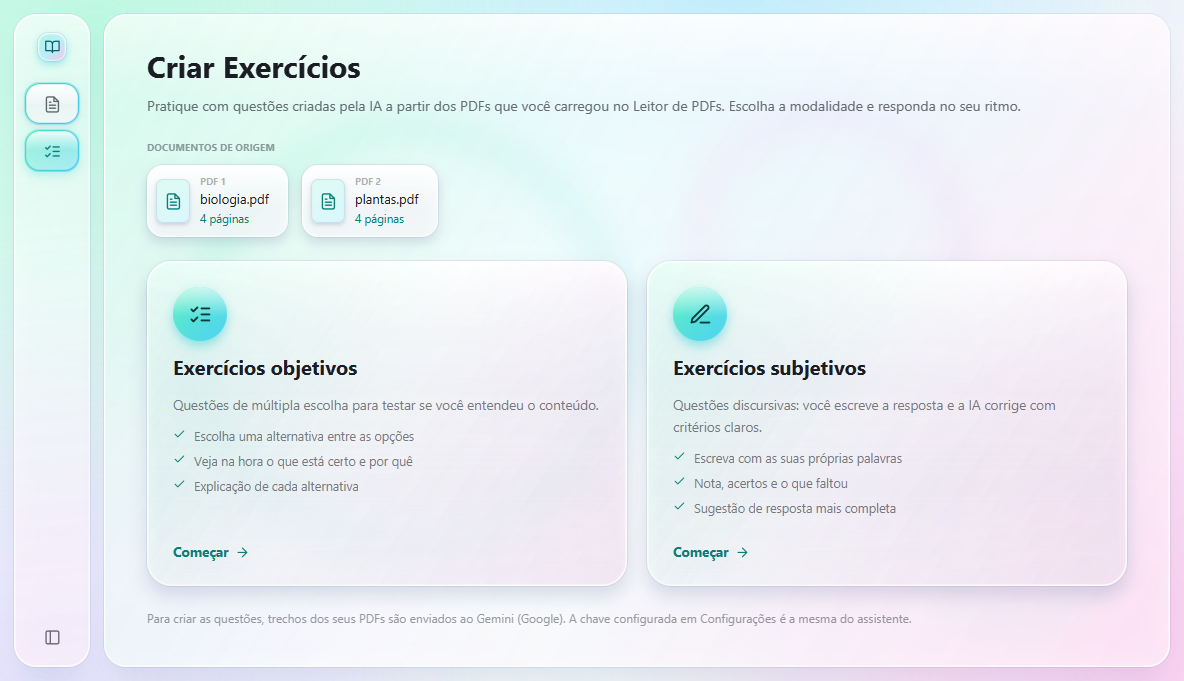 Criar Exercícios
Pratique com questões criadas pela IA a partir dos PDFs que você carregou no Leitor de PDFs. Escolha a modalidade e responda no seu ritmo.
DOCUMENTOS DE ORIGEM
PDF 1
biologia.pdf
4 páginas
PDF 2
plantas.pdf
4 páginas
Exercícios objetivos
Questões de múltipla escolha para testar se você entendeu o conteúdo.
Escolha uma alternativa entre as opções
Veja na hora o que está certo e por quê
Explicação de cada alternativa
Começar
Exercícios subjetivos
Questões discursivas: você escreve a resposta e a IA corrige com
critérios claros.
Escreva com as suas próprias palavras
Nota, acertos e o que faltou
Sugestão de resposta mais completa
Começar
Para criar as questões, trechos dos seus PDFs são enviados ao Gemini (Google). A chave configurada em Configurações é a mesma do assistente.